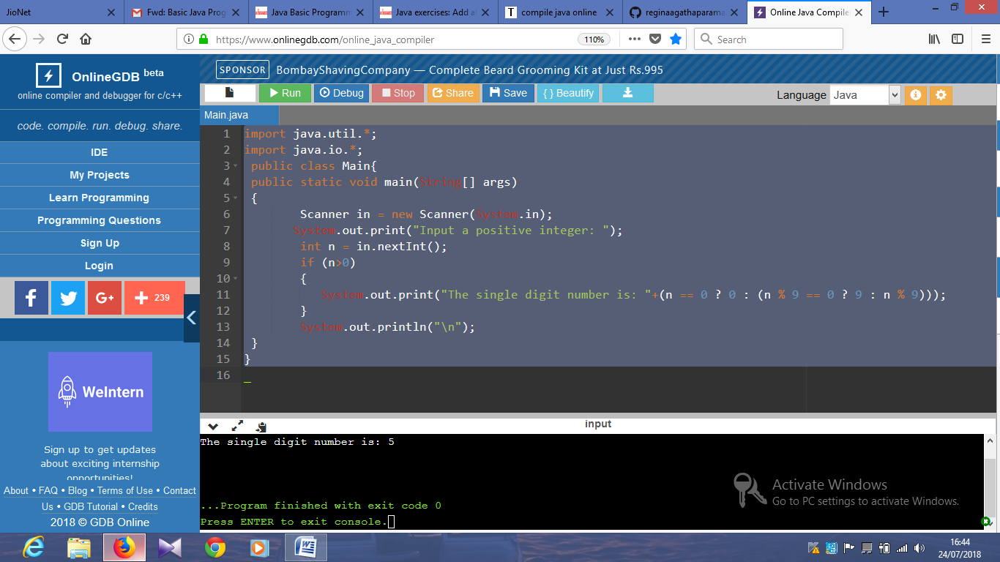 JioNet
Fwd: Basic Java Prog
Java Basic Programm
Java exercises: Add a
compile java online
reginaagathaparama
Online Java Compile
https://www.onlinegdb.com/online_java_compiler
110%
Search
OnlineGDB beta
online compiler and debugger for c/c++
code. compile. run. debug. share.
IDE
My Projects
Learn Programming
Programming Questions
Sign Up
Login
f
G+
+ 239
WeIntern
Sign up to get updates
about exciting internship
opportunities!
About • FAQ • Blog • Terms of Use • Contact
Us • GDB Tutorial • Credits
2018 © GDB Online
SPONSOR BombayShavingCompany — Complete Beard Grooming Kit at Just Rs.995
Run Debug Stop Share Save { } Beautify
Language Java
Main.java
1 import java.util.*;
2 import java.io.*;
3 public class Main{
4 public static void main(String[] args)
5 {
6 Scanner in = new Scanner(System.in);
7 System.out.print("Input a positive integer: ");
8 int n = in.nextInt();
9 if (n>0)
10 {
11 System.out.print("The single digit number is: "+(n == 0 ? 0 : (n % 9 == 0 ? 9 : n % 9)));
12 }
13 System.out.println("\n");
14 }
15 }
16
input
The single digit number is: 5
...Program finished with exit code 0
Press ENTER to exit console.
Activate Windows
Go to PC settings to activate Windows.
16:44
24/07/2018